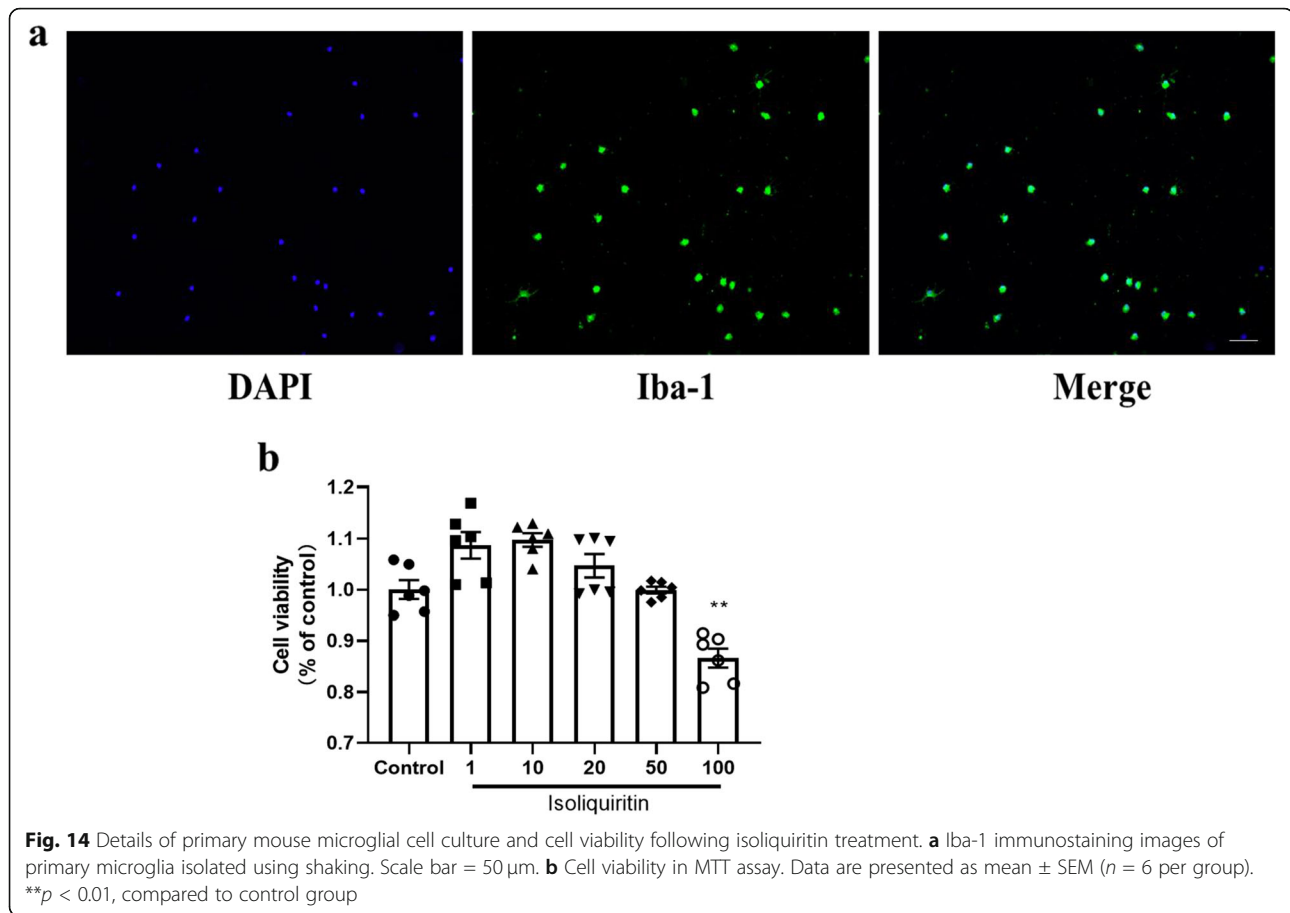 a
DAPI
Iba-1
Merge
b
Cell viability
(% of control)
1.2
1.1
1.0
0.9
0.8
0.7
**
Control 1 10 20 50 100
Isoliquiritin
Fig. 14 Details of primary mouse microglial cell culture and cell viability following isoliquiritin treatment. a Iba-1 immunostaining images of
primary microglia isolated using shaking. Scale bar = 50 μm. b Cell viability in MTT assay. Data are presented as mean ± SEM (n = 6 per group).
**p < 0.01, compared to control group